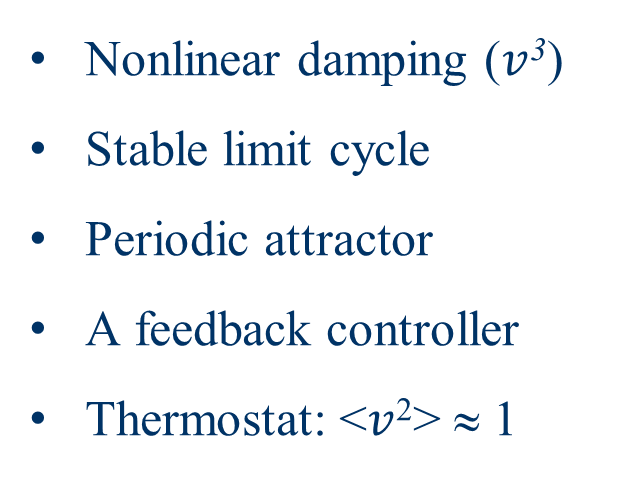 • Nonlinear damping (v³)
• Stable limit cycle
• Periodic attractor
• A feedback controller
• Thermostat: <v²> ≈ 1